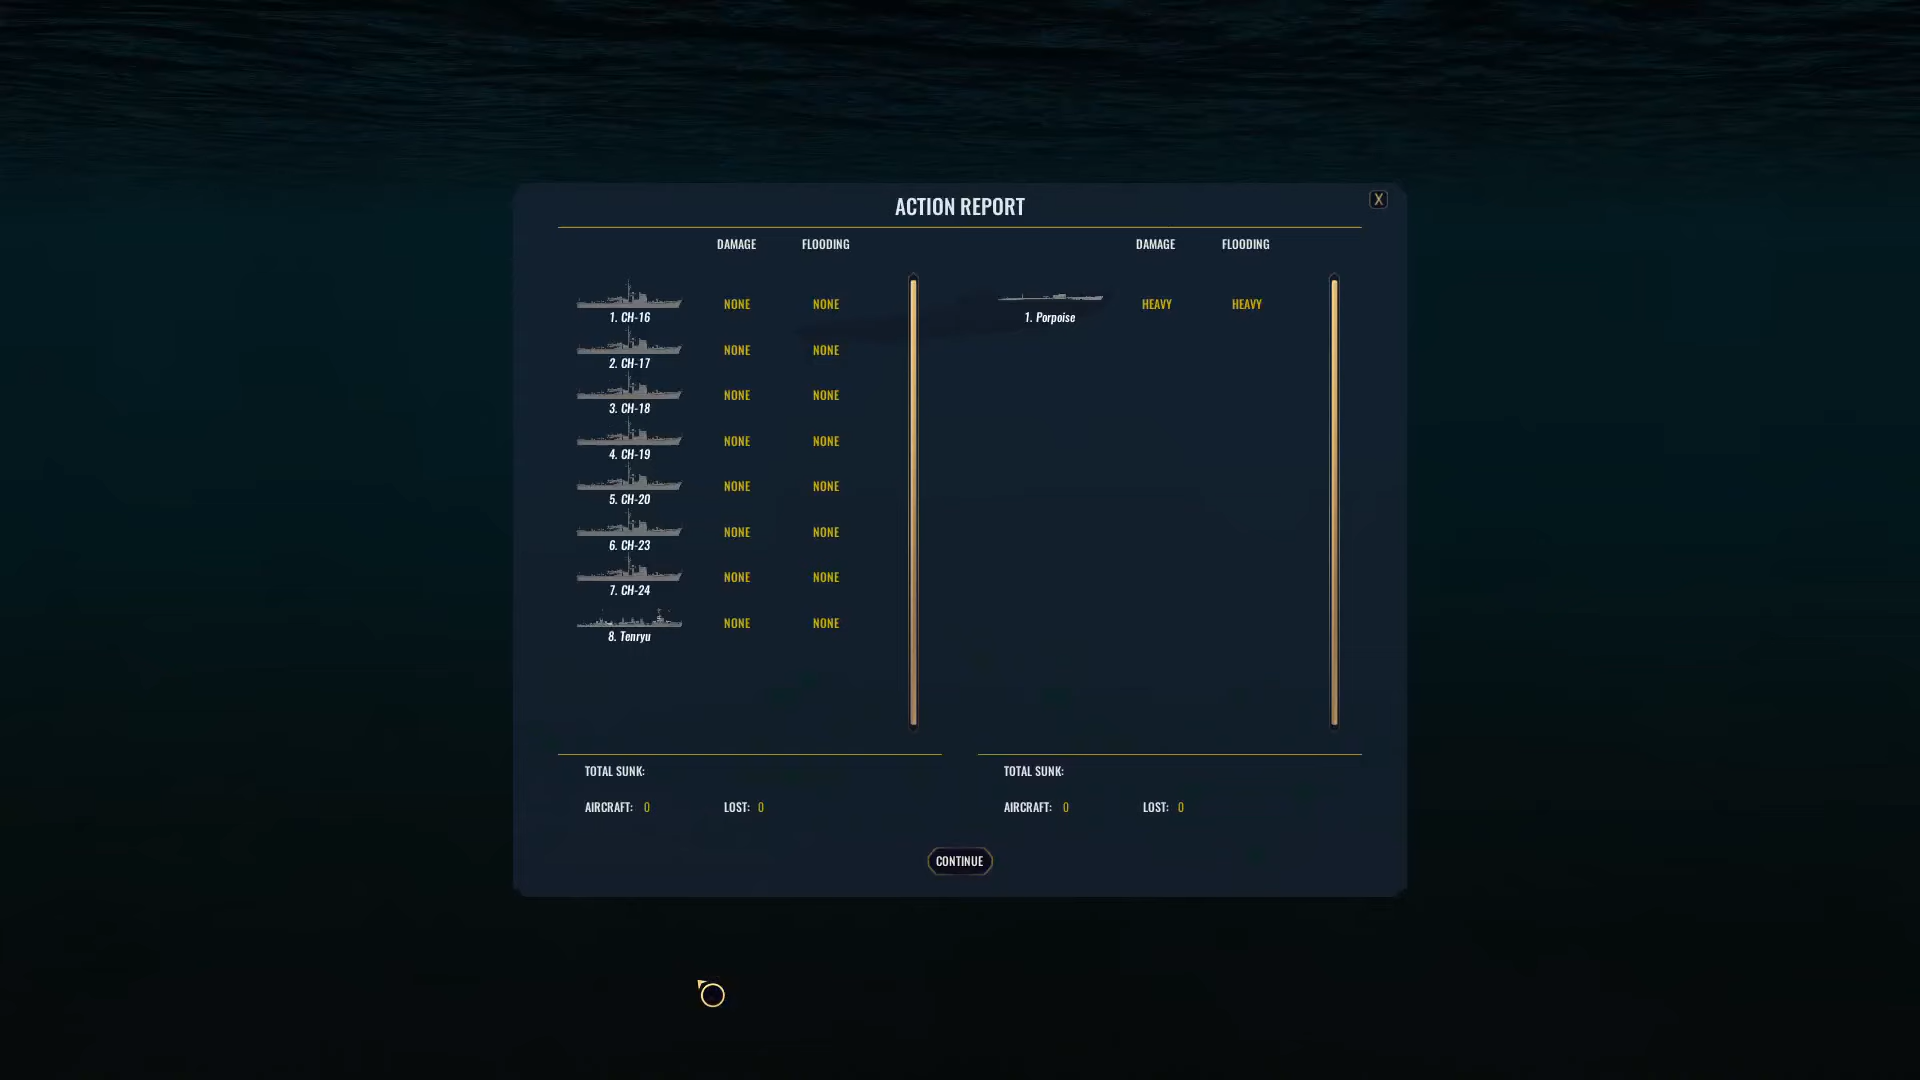 ACTION REPORT
X
DAMAGE FLOODING
1. CH-16 NONE NONE
2. CH-17 NONE NONE
3. CH-18 NONE NONE
4. CH-19 NONE NONE
5. CH-20 NONE NONE
6. CH-23 NONE NONE
7. CH-24 NONE NONE
8. Tenryu NONE NONE
TOTAL SUNK:
AIRCRAFT: 0 LOST: 0
DAMAGE FLOODING
1. Porpoise HEAVY HEAVY
TOTAL SUNK:
AIRCRAFT: 0 LOST: 0
CONTINUE